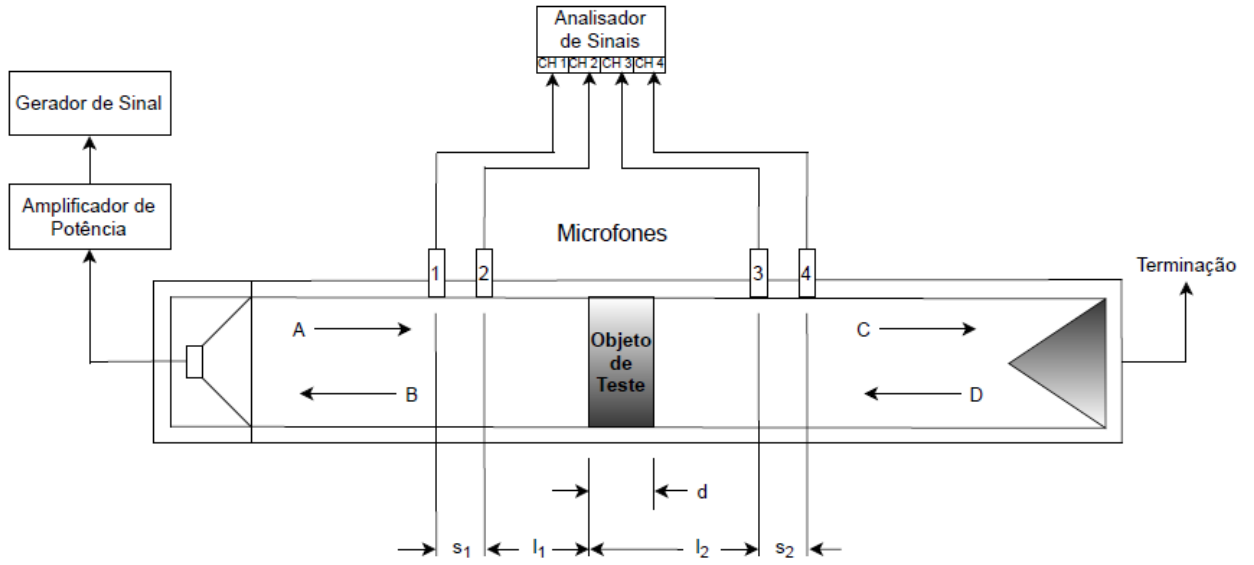 Analisador
de Sinais
CH 1 CH 2 CH 3 CH 4
Gerador de Sinal
Amplificador de
Potência
Microfones
1 2 3 4
Terminação
A
B
Objeto
de
Teste
C
D
d
s1 l1 l2 s2